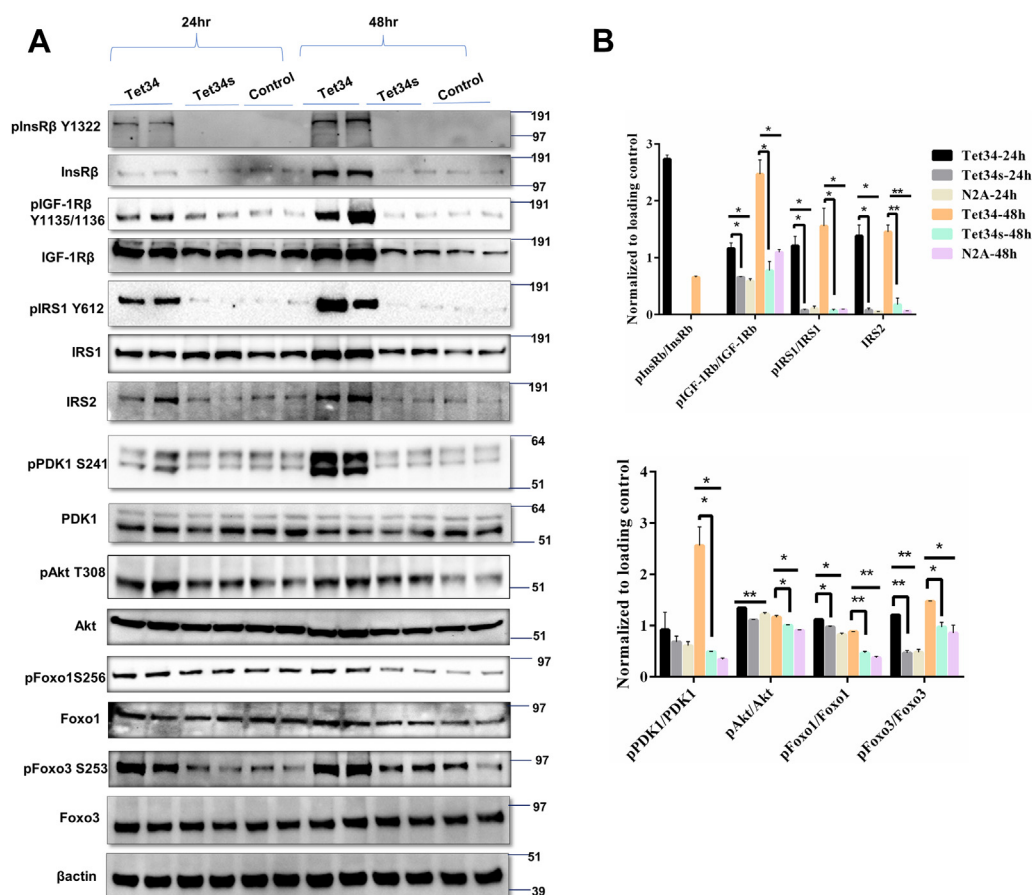 A
24hr
48hr
Tet34
Tet34s
Control
Tet34
Tet34s
Control
pInsRβ Y1322
191
97
InsRβ
191
97
pIGF-1Rβ
Y1135/1136
191
IGF-1Rβ
191
pIRS1 Y612
191
IRS1
191
IRS2
191
pPDK1 S241
64
51
PDK1
64
51
pAkt T308
51
Akt
51
pFoxo1S256
97
Foxo1
97
pFoxo3 S253
97
Foxo3
97
βactin
51
39
B
Normalized to loading control
3
2
1
0
* * * * * * * * * * ** **
pInsRb/InsRb
pIGF-1Rb/IGF-1Rb
pIRS1/IRS1
IRS2
Tet34-24h
Tet34s-24h
N2A-24h
Tet34-48h
Tet34s-48h
N2A-48h
Normalized to loading control
4
3
2
1
0
* * ** * * * * ** ** ** ** * *
pPDK1/PDK1
pAkt/Akt
pFoxo1/Foxo1
pFoxo3/Foxo3